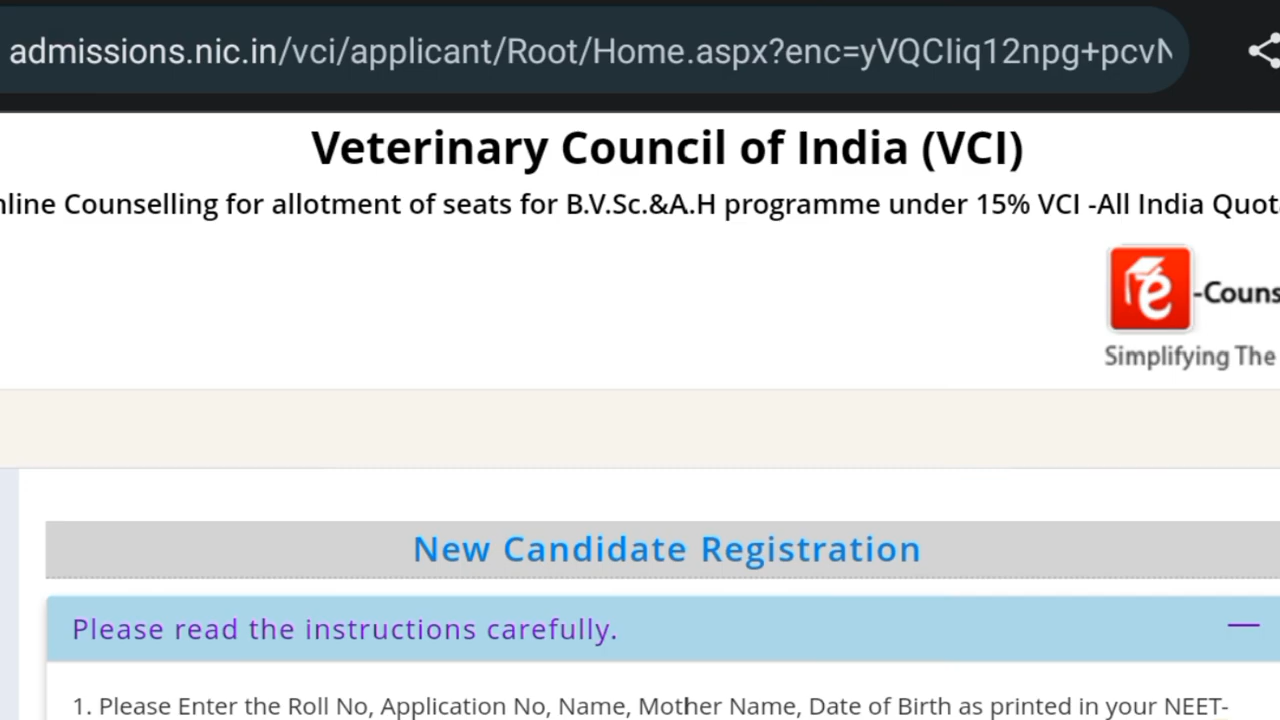 admissions.nic.in/vci/applicant/Root/Home.aspx?enc=yVQCIiq12npg+pcv
Veterinary Council of India (VCI)
Counselling for allotment of seats for B.V.Sc.&A.H programme under 15% VCI -All India
e-Couns
Simplifying The
New Candidate Registration
Please read the instructions carefully.
1. Please Enter the Roll No, Application No, Name, Mother Name, Date of Birth as printed in your NEET-